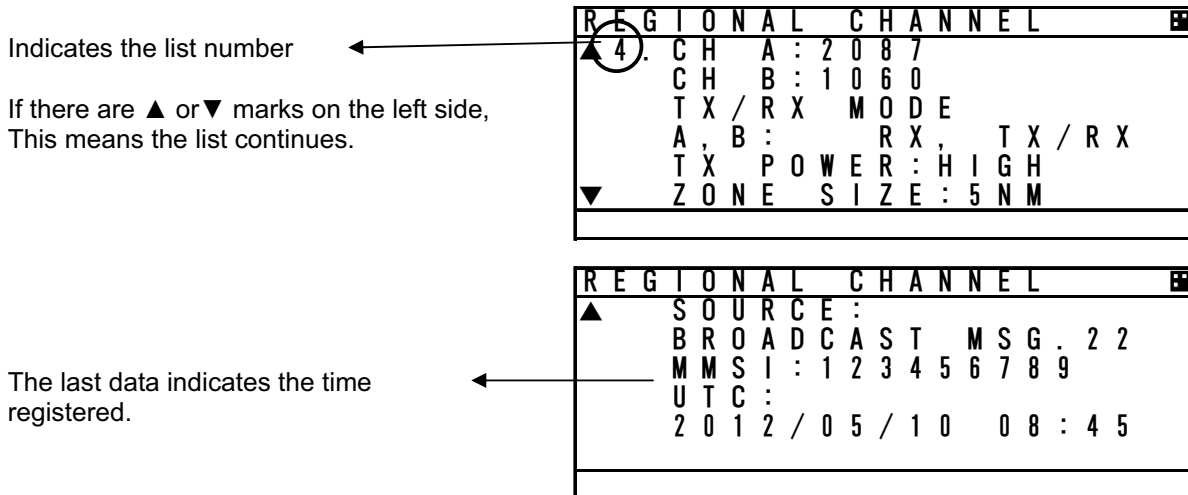 Indicates the list number
If there are ▲ or▼ marks on the left side,
This means the list continues.
REGIONAL CHANNEL
▲ 4. CH A:2087
CH B:1060
TX/RX MODE
A,B: RX, TX/RX
TX POWER:HIGH
▼ ZONE SIZE:5NM
The last data indicates the time
registered.
REGIONAL CHANNEL
▲ SOURCE:
BROADCAST MSG.22
MMSI:123456789
UTC:
2012/05/10 08:45